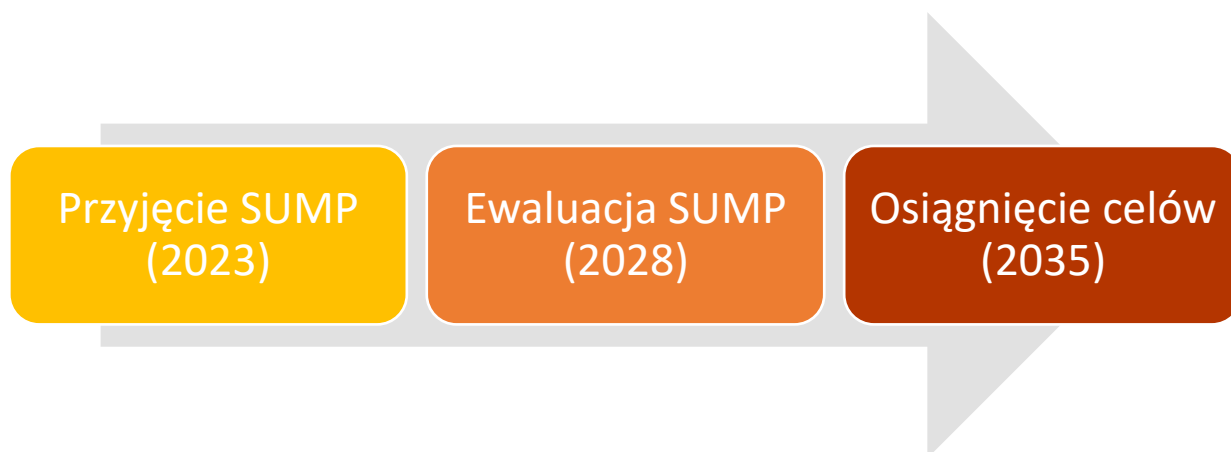 Przyjęcie SUMP
(2023)
Ewaluacja SUMP
(2028)
Osiągnięcie celów
(2035)